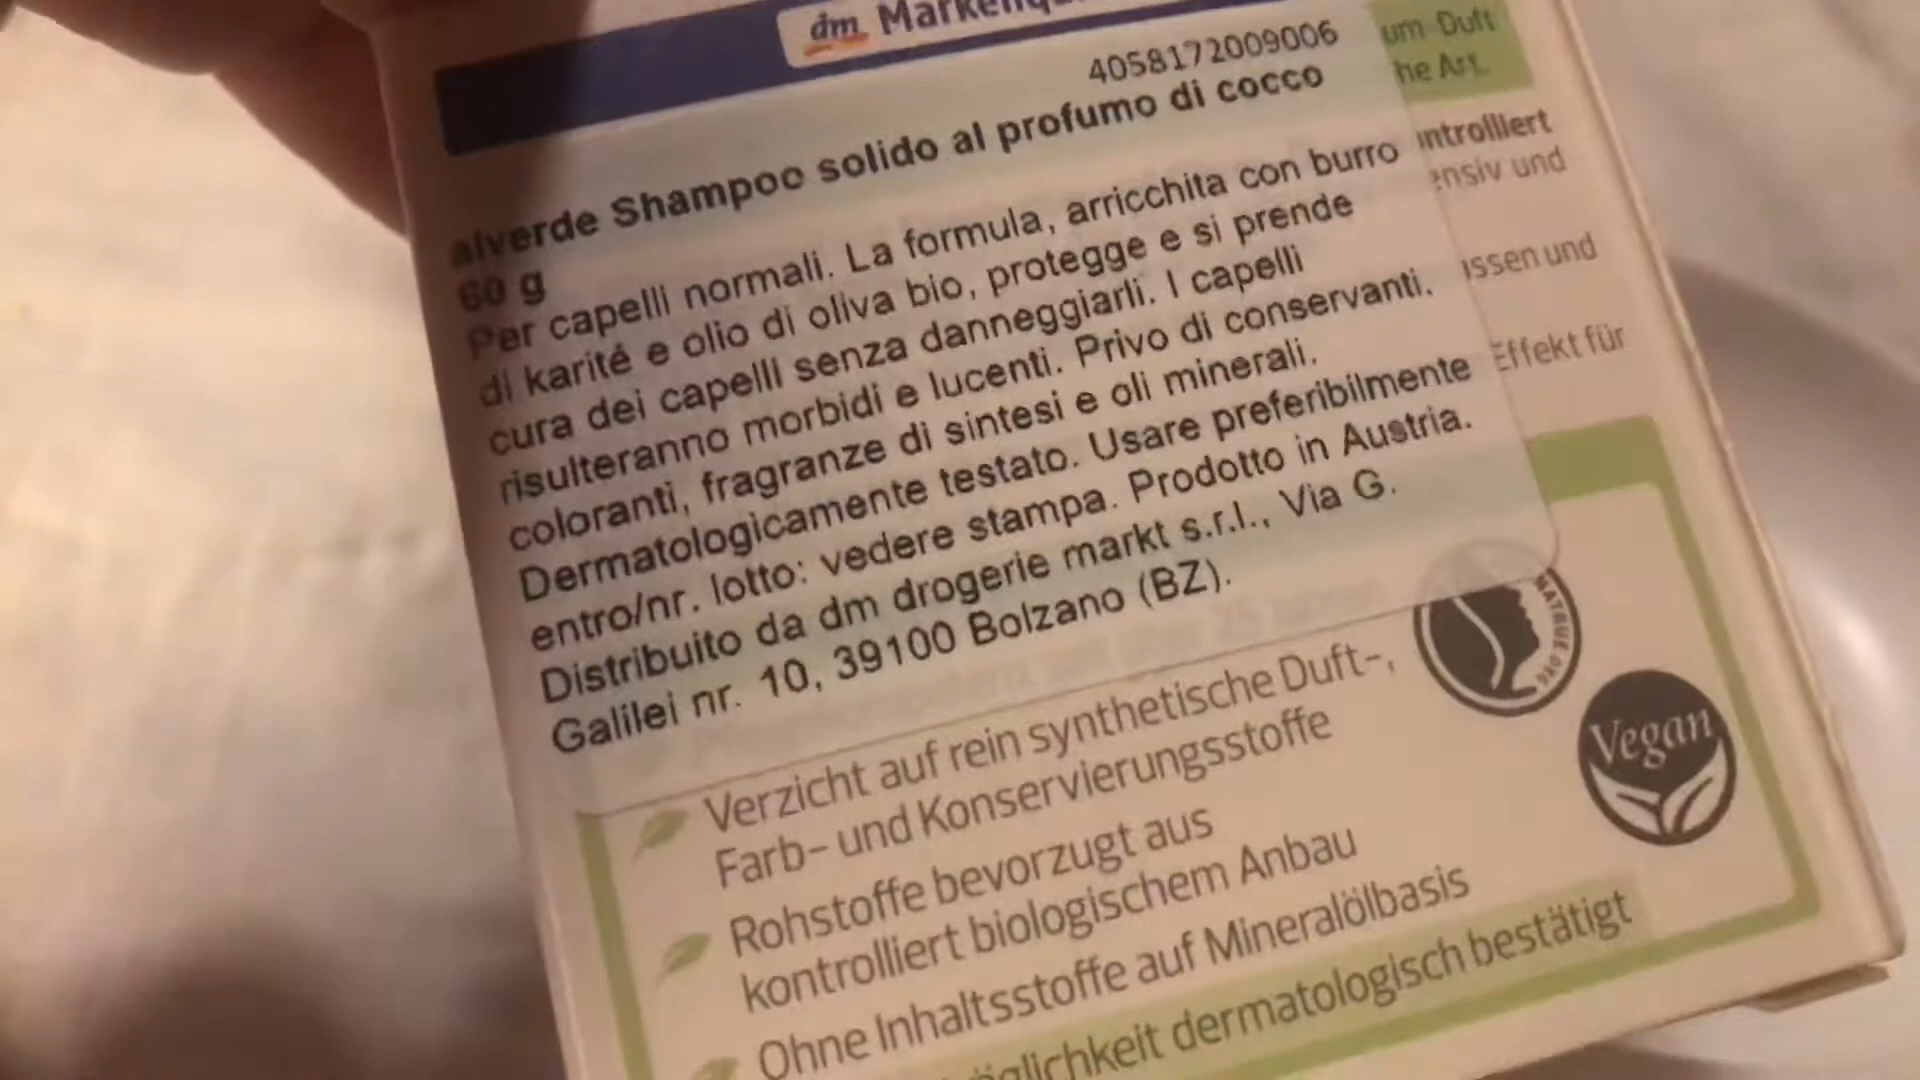 dm Marken
4058172009006
um Duft
he Art.
alverde Shampoo solido al profumo di cocco
60 g
Per capelli normali. La formula, arricchita con burro
di karité e olio di oliva bio, protegge e si prende
cura dei capelli senza danneggiarli. I capelli
risulteranno morbidi e lucenti. Privo di conservanti.
coloranti, fragranze di sintesi e oli minerali.
Dermatologicamente testato. Usare preferibilmente
entro/nr. lotto: vedere stampa. Prodotto in Austria.
Distribuito da dm drogerie markt s.r.l., Via G.
Galilei nr. 10, 39100 Bolzano (BZ).
ntrolliert
ensiv und
issen und
Effekt für
NATRUE.ORG
Vegan
Verzicht auf rein synthetische Duft-,
Farb- und Konservierungsstoffe
Rohstoffe bevorzugt aus
kontrolliert biologischem Anbau
Ohne Inhaltsstoffe auf Mineralölbasis
äglichkeit dermatologisch bestätigt